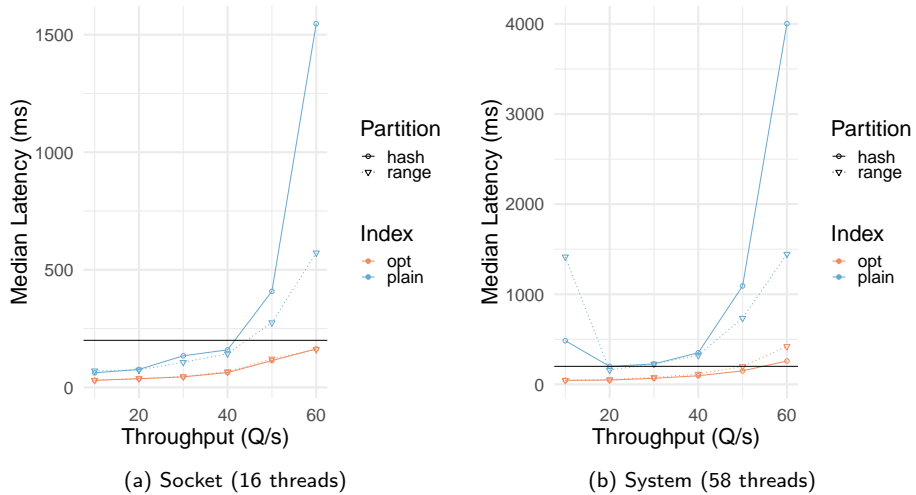 1500
1000
500
0
Median Latency (ms)
20
40
60
Throughput (Q/s)
Partition
hash
range
Index
opt
plain
(a) Socket (16 threads)
4000
3000
2000
1000
0
Median Latency (ms)
20
40
60
Throughput (Q/s)
Partition
hash
range
Index
opt
plain
(b) System (58 threads)